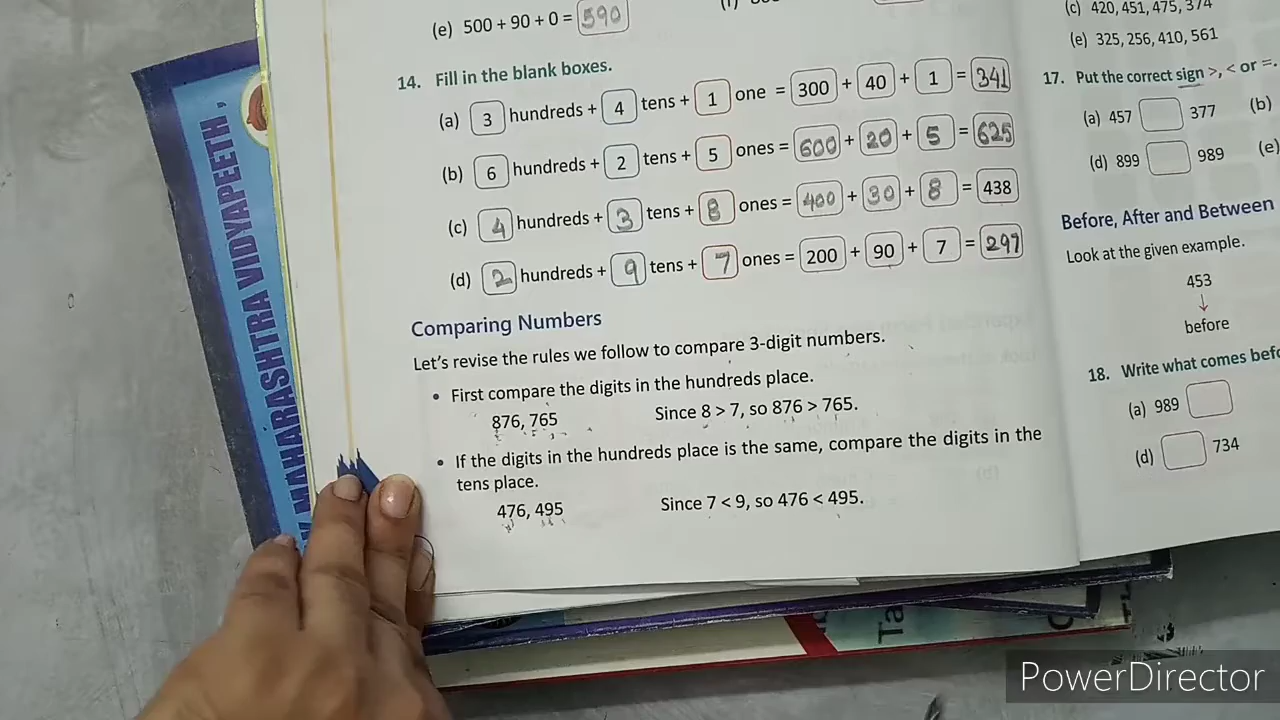 (e) 500 + 90 + 0 = 590
14. Fill in the blank boxes.
(a) 3 hundreds + 4 tens + 1 one = 300 + 40 + 1 = 341
(b) 6 hundreds + 2 tens + 5 ones = 600 + 20 + 5 = 625
(c) 4 hundreds + 3 tens + 8 ones = 400 + 30 + 8 = 438
(d) 2 hundreds + 9 tens + 7 ones = 200 + 90 + 7 = 297
Comparing Numbers
Let's revise the rules we follow to compare 3-digit numbers.
• First compare the digits in the hundreds place.
876, 765 Since 8 > 7, so 876 > 765.
• If the digits in the hundreds place is the same, compare the digits in the
tens place.
476, 495 Since 7 < 9, so 476 < 495.
(c) 420, 451, 475, 374
(e) 325, 256, 410, 561
17. Put the correct sign >, < or =.
(a) 457 377 (b)
(d) 899 989 (e)
Before, After and Between
Look at the given example.
453
↓
before
18. Write what comes befo
(a) 989
(d) 734
MAHARASHTRA VIDYAPEETH,
Ta
PowerDirector